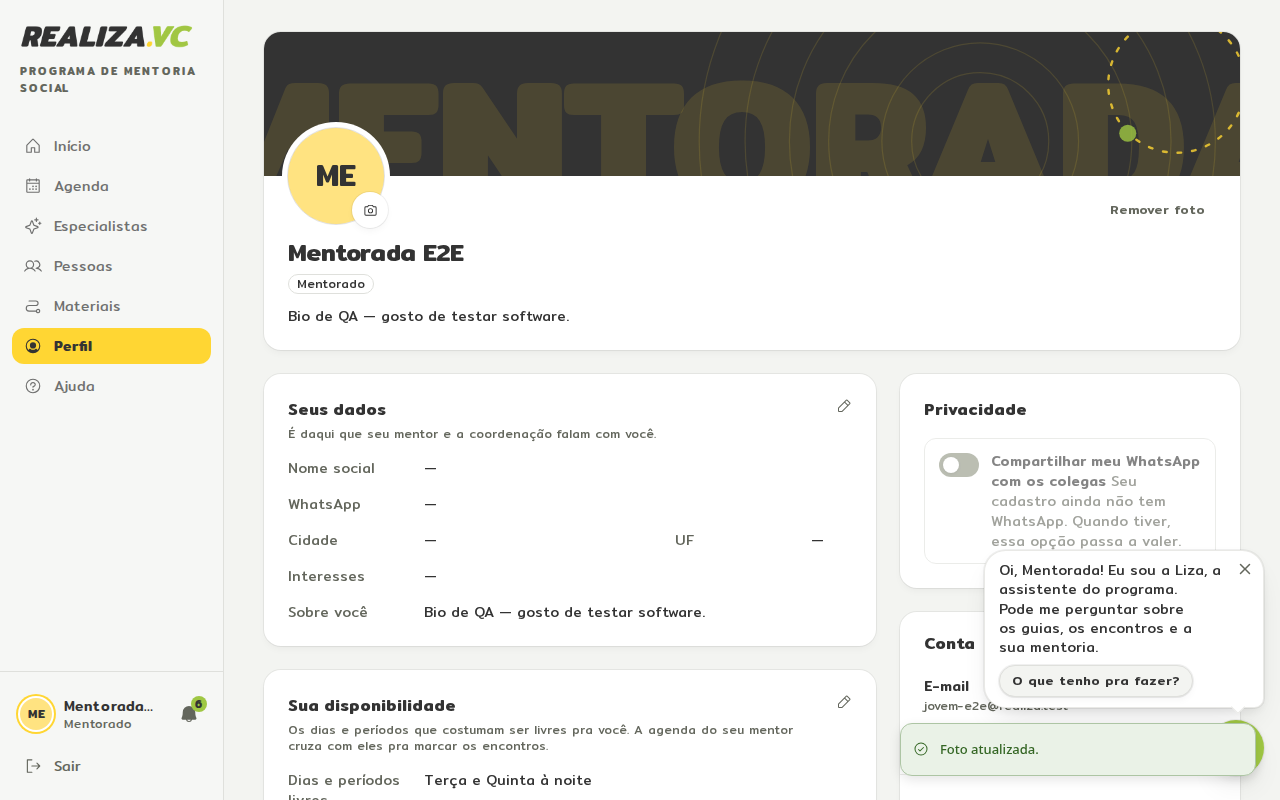 REALIZA.VC
PROGRAMA DE MENTORIA
SOCIAL
Início
Agenda
Especialistas
Pessoas
Materiais
Perfil
Ajuda
ME
Mentorada...
Mentorado
6
Sair
MENTORADA
ME
Remover foto
Mentorada E2E
Mentorado
Bio de QA — gosto de testar software.
Seus dados
É daqui que seu mentor e a coordenação falam com você.
Nome social —
WhatsApp —
Cidade — UF —
Interesses —
Sobre você Bio de QA — gosto de testar software.
Sua disponibilidade
Os dias e períodos que costumam ser livres pra você. A agenda do seu mentor
cruza com eles pra marcar os encontros.
Dias e períodos Terça e Quinta à noite
livres
Privacidade
Compartilhar meu WhatsApp
com os colegas Seu
cadastro ainda não tem
WhatsApp. Quando tiver,
essa opção passa a valer.
Conta
E-mail
jovem-e2e@realiza.test
Oi, Mentorada! Eu sou a Liza, a
assistente do programa.
Pode me perguntar sobre
os guias, os encontros e a
sua mentoria.
O que tenho pra fazer?
Foto atualizada.